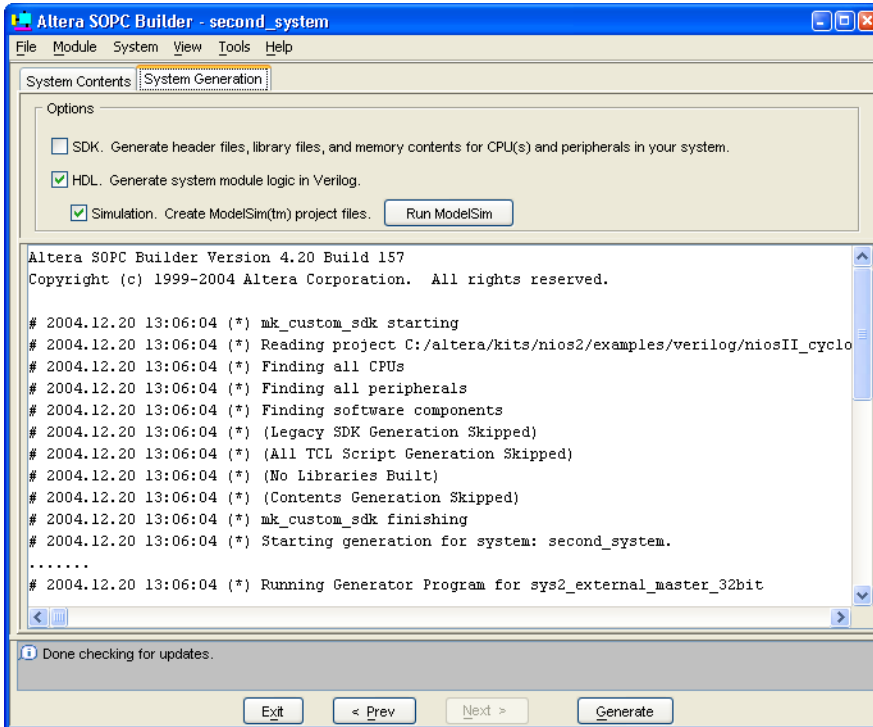 Altera SOPC Builder - second_system
File Module System View Tools Help
System Contents System Generation
Options
SDK. Generate header files, library files, and memory contents for CPU(s) and peripherals in your system.
HDL. Generate system module logic in Verilog.
Simulation. Create ModelSim(tm) project files. Run ModelSim
Altera SOPC Builder Version 4.20 Build 157
Copyright (c) 1999-2004 Altera Corporation. All rights reserved.
# 2004.12.20 13:06:04 (*) mk_custom_sdk starting
# 2004.12.20 13:06:04 (*) Reading project C:/altera/kits/nios2/examples/verilog/niosII_cyclo
# 2004.12.20 13:06:04 (*) Finding all CPUs
# 2004.12.20 13:06:04 (*) Finding all peripherals
# 2004.12.20 13:06:04 (*) Finding software components
# 2004.12.20 13:06:04 (*) (Legacy SDK Generation Skipped)
# 2004.12.20 13:06:04 (*) (All TCL Script Generation Skipped)
# 2004.12.20 13:06:04 (*) (No Libraries Built)
# 2004.12.20 13:06:04 (*) (Contents Generation Skipped)
# 2004.12.20 13:06:04 (*) mk_custom_sdk finishing
# 2004.12.20 13:06:04 (*) Starting generation for system: second_system.
.......
# 2004.12.20 13:06:04 (*) Running Generator Program for sys2_external_master_32bit
Done checking for updates.
Exit < Prev Next > Generate